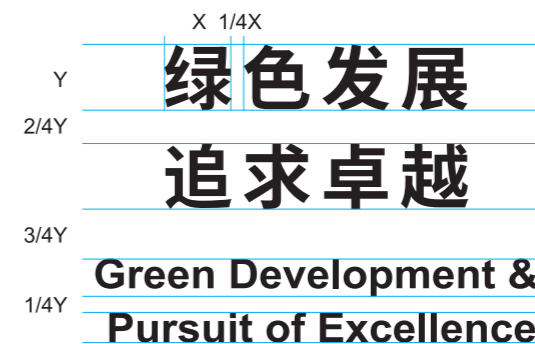 X 1/4X
Y
绿色发展
2/4Y
追求卓越
3/4Y
Green Development &
1/4Y
Pursuit of Excellence